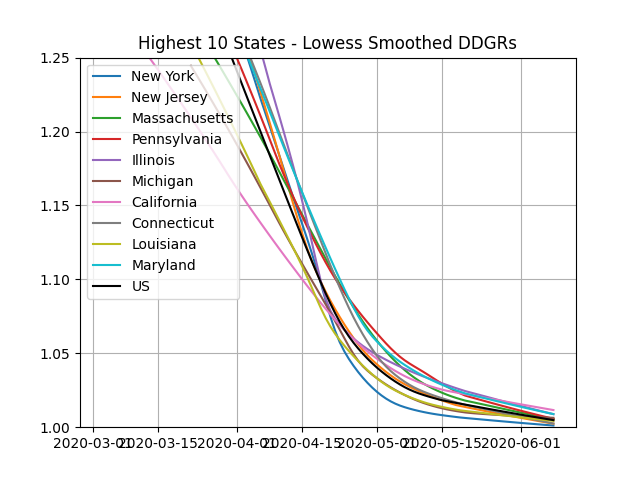 Highest 10 States - Lowess Smoothed DDGRs
1.25
1.20
1.15
1.10
1.05
1.00
New York
New Jersey
Massachusetts
Pennsylvania
Illinois
Michigan
California
Connecticut
Louisiana
Maryland
US
2020-03-01 2020-03-15 2020-04-01 2020-04-15 2020-05-01 2020-05-15 2020-06-01